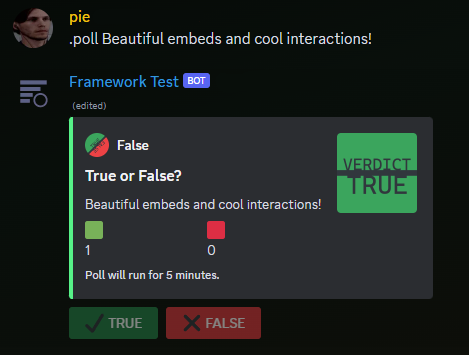 pie
.poll Beautiful embeds and cool interactions!
Framework Test BOT
(edited)
False
True or False?
VERDICT
TRUE
Beautiful embeds and cool interactions!
1 0
Poll will run for 5 minutes.
TRUE FALSE